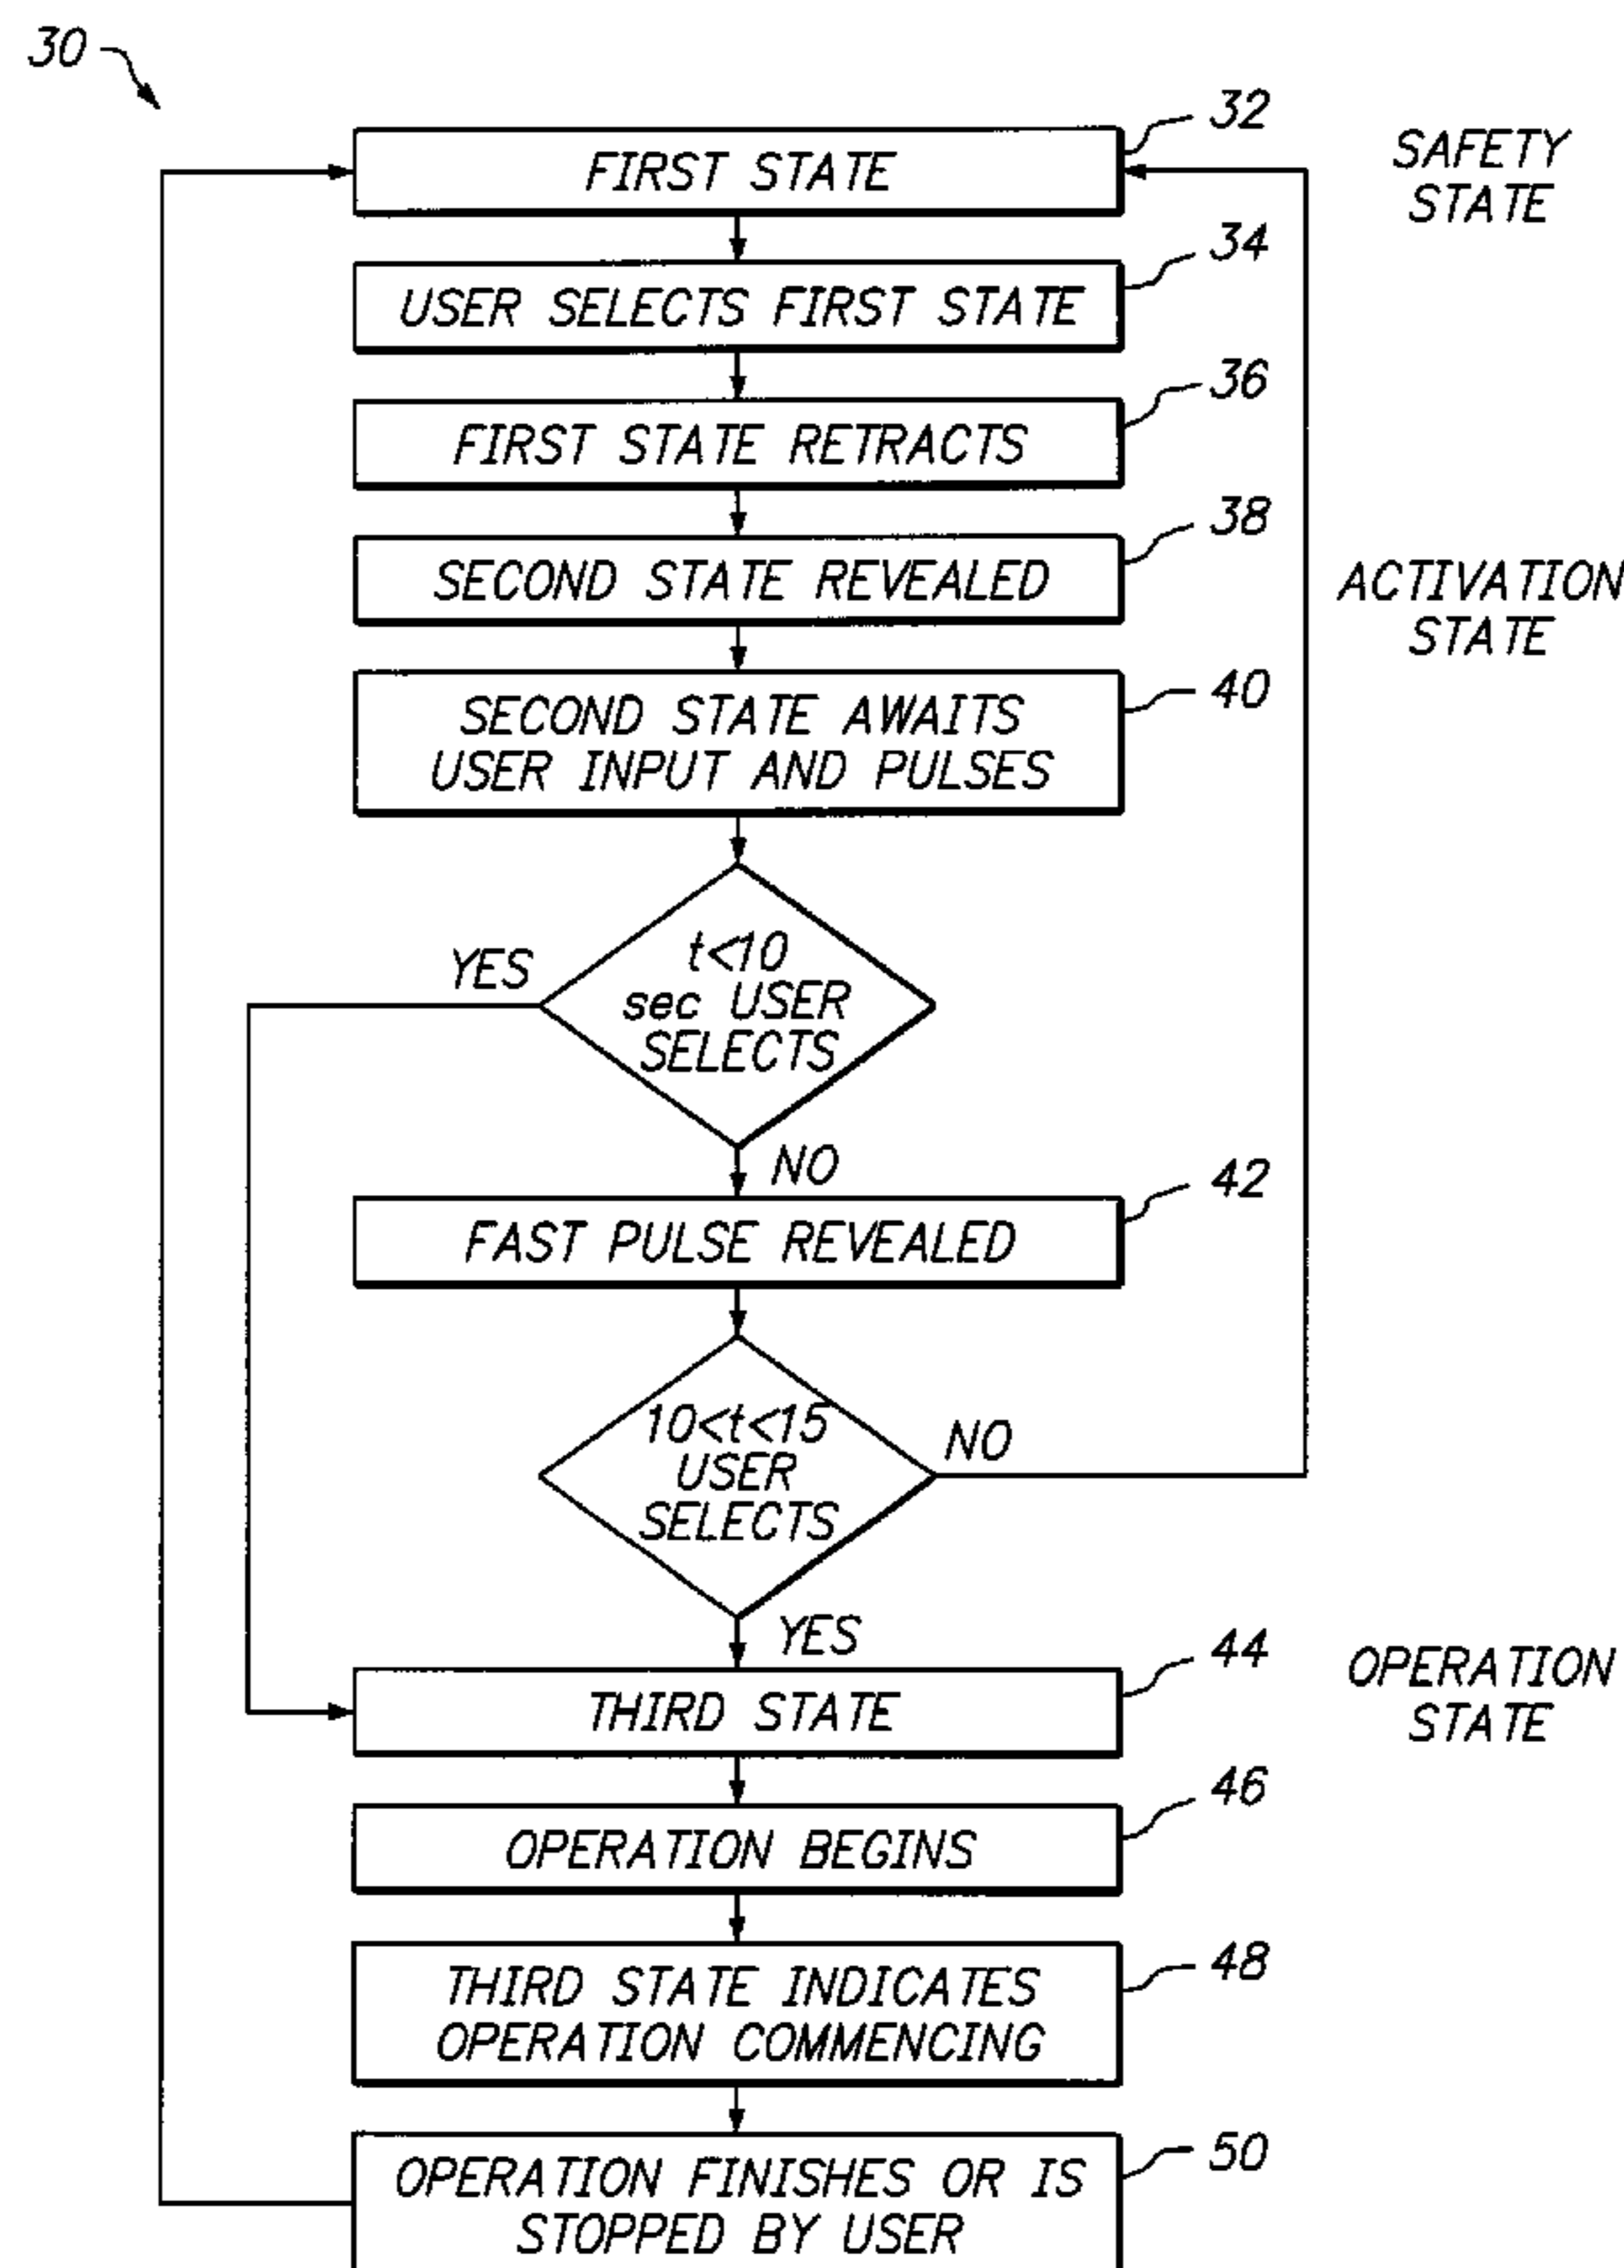 30
32
FIRST STATE
SAFETY
STATE
34
USER SELECTS FIRST STATE
36
FIRST STATE RETRACTS
38
SECOND STATE REVEALED
ACTIVATION
STATE
40
SECOND STATE AWAITS
USER INPUT AND PULSES
YES
t<10
sec USER
SELECTS
NO
42
FAST PULSE REVEALED
10<t<15
USER
SELECTS
NO
YES
44
THIRD STATE
OPERATION
STATE
46
OPERATION BEGINS
48
THIRD STATE INDICATES
OPERATION COMMENCING
50
OPERATION FINISHES OR IS
STOPPED BY USER